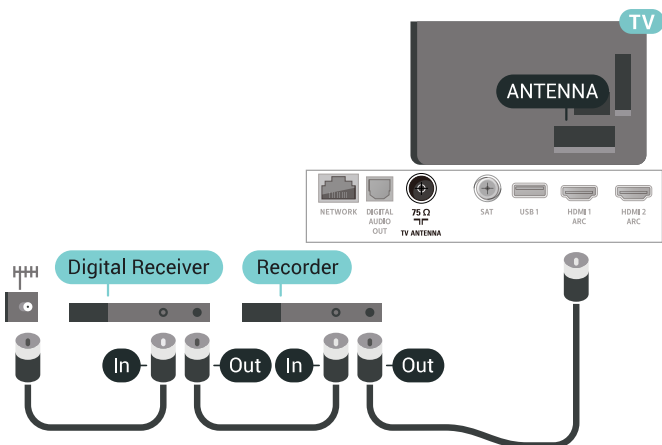 TV
ANTENNA
NETWORK
DIGITAL
AUDIO
OUT
75 Ω
TV ANTENNA
SAT
USB 1
HDMI 1
ARC
HDMI 2
ARC
Digital Receiver
Recorder
In
Out
In
Out